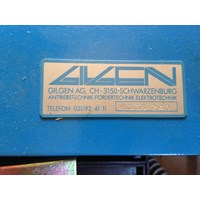 GILGEN
GILGEN AG, CH-3150-SCHWARZENBURG
ANTRIEBSTECHNIK FÖRDERTECHNIK ELEKTROTECHNIK
TELEFON 031/93 41 11